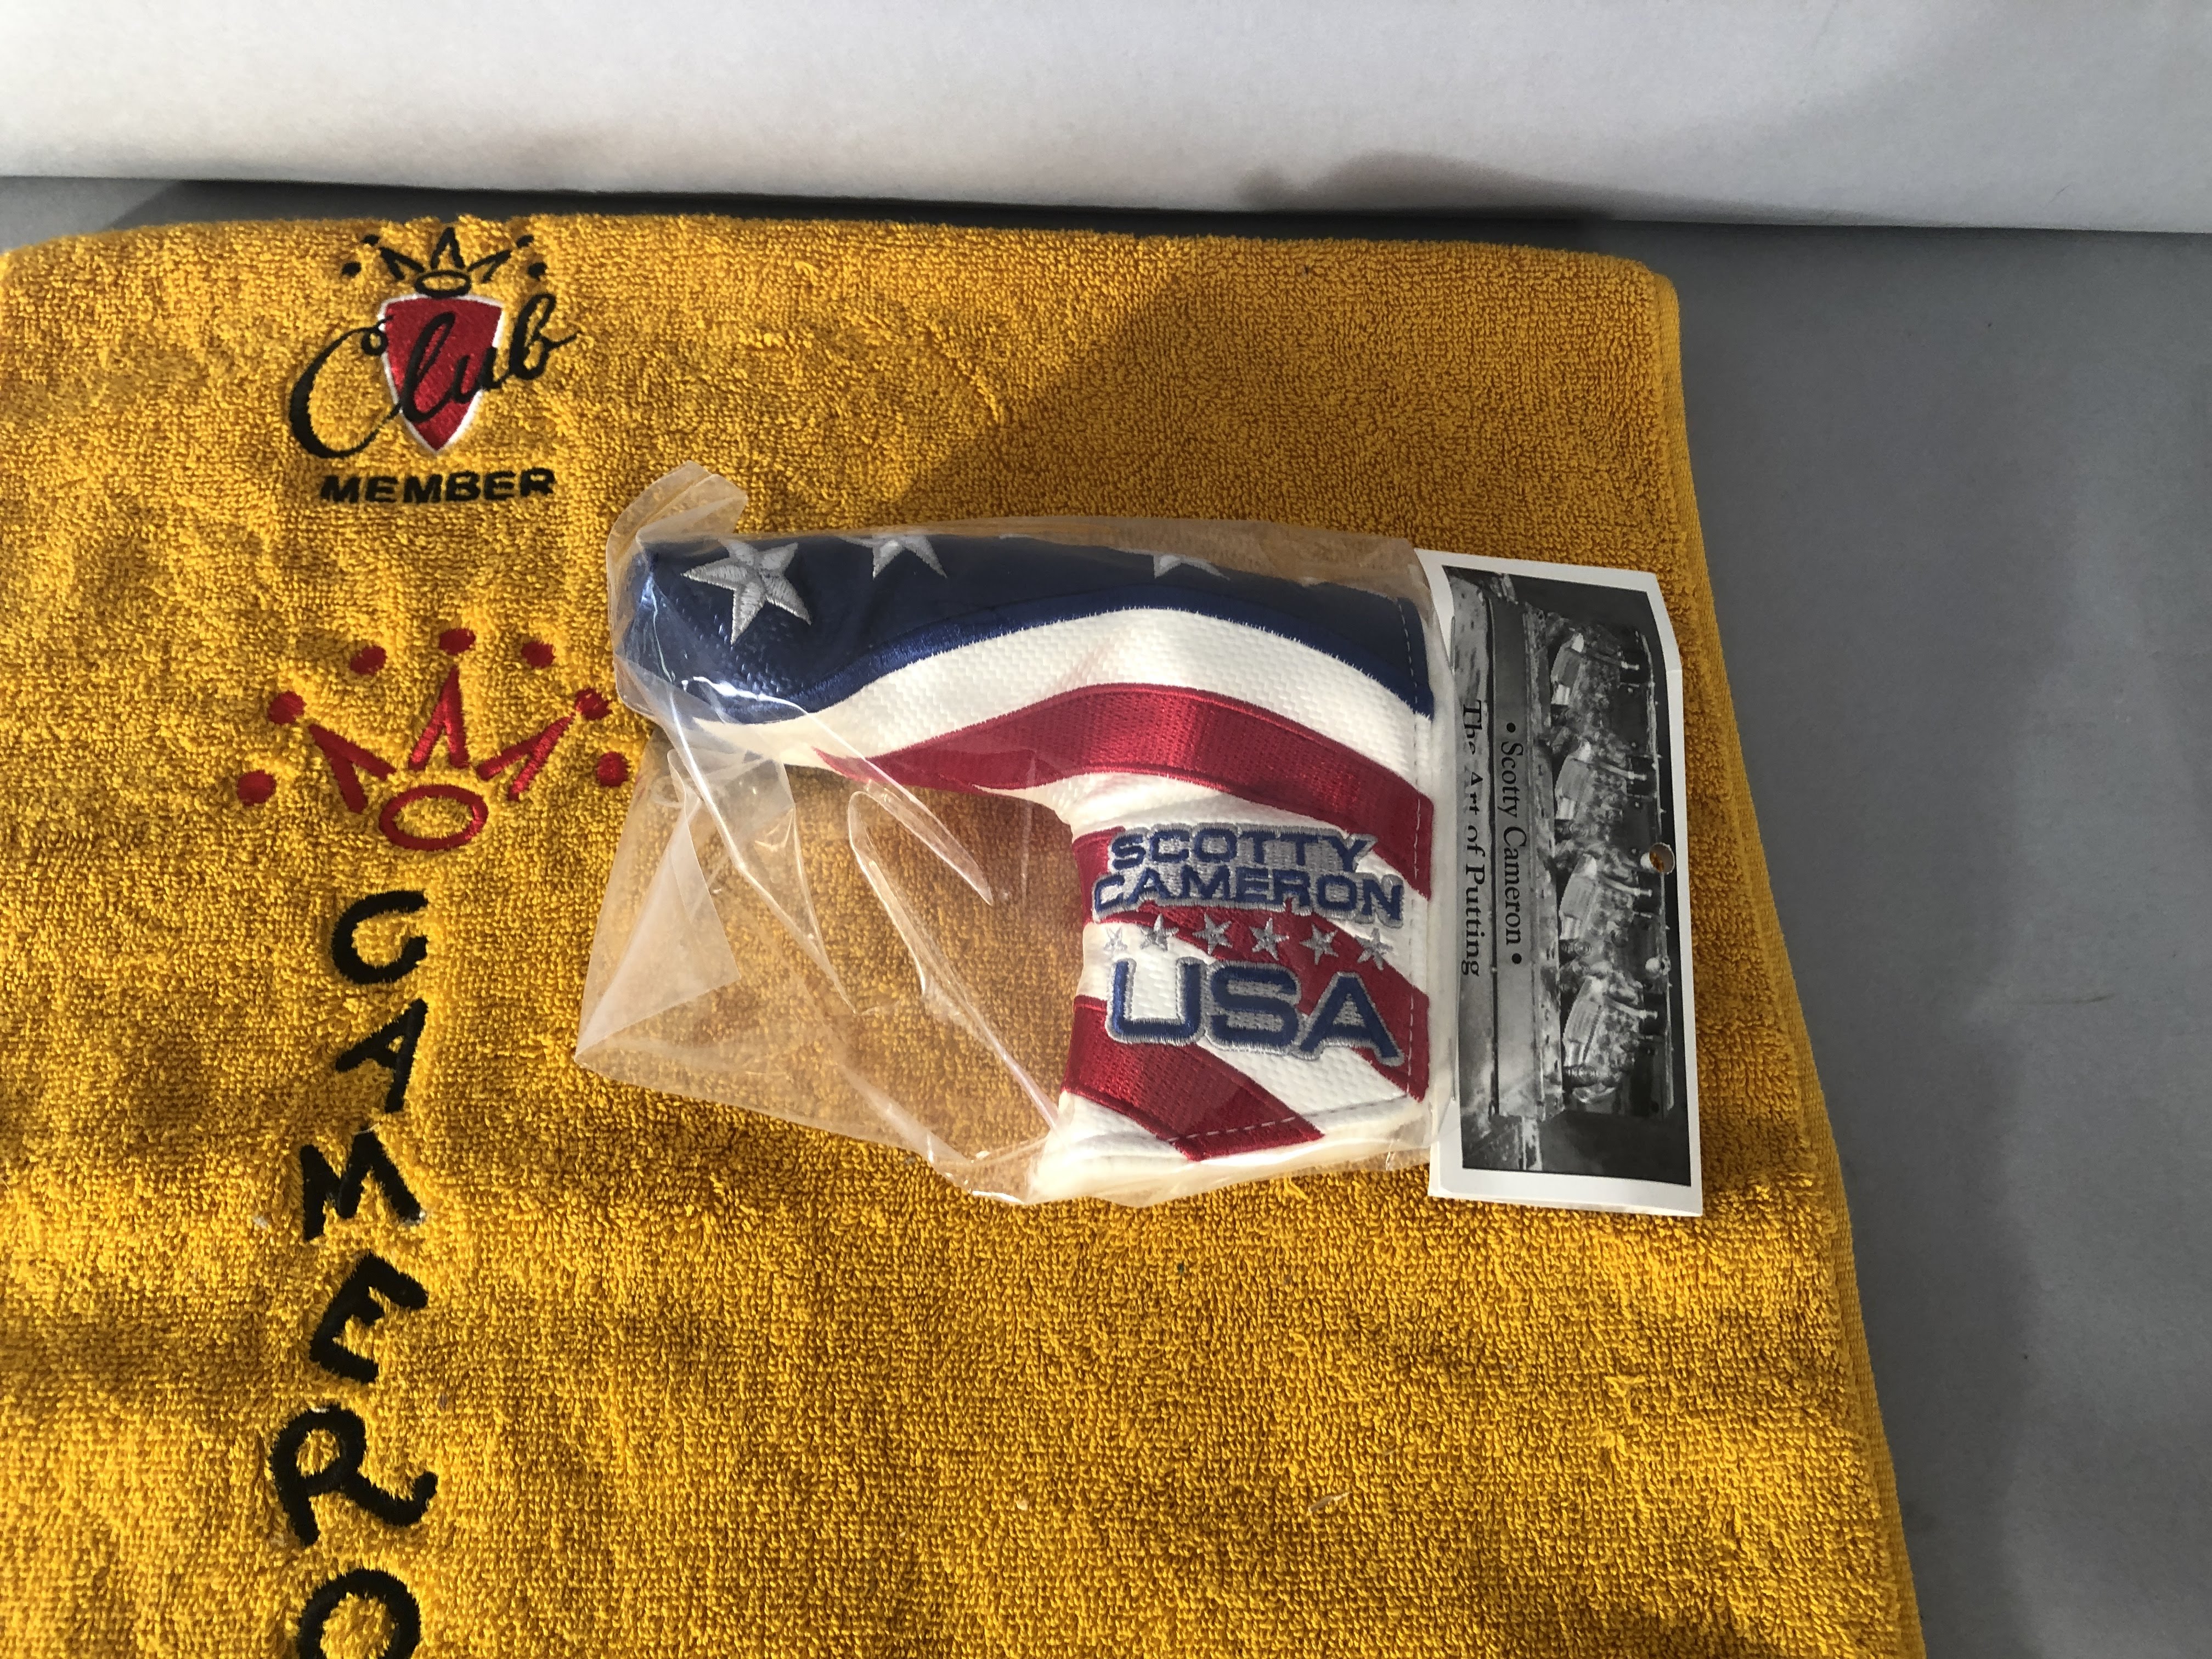 Club
MEMBER
CAMERO
SCOTTY
CAMERON
USA
• Scotty Cameron •
The Art of Putting